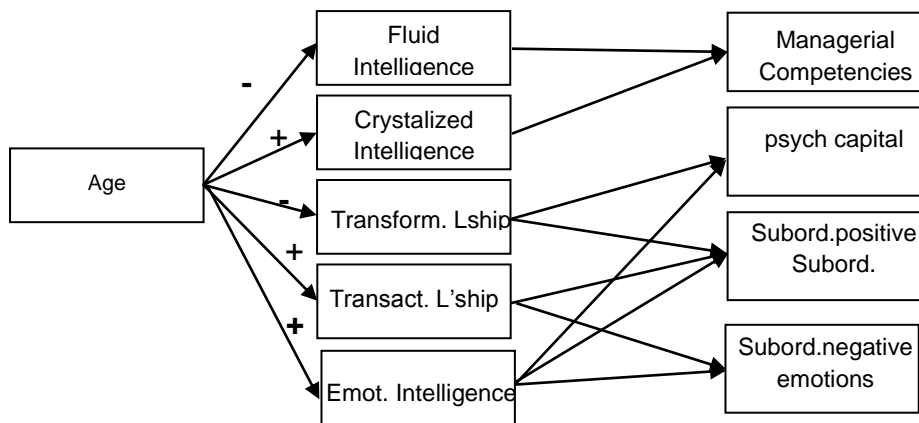 Age
-
+
-
+
+
Fluid
Intelligence
Crystalized
Intelligence
Transform. Lship
Transact. L'ship
Emot. Intelligence
Managerial
Competencies
psych capital
Subord.positive
Subord.
Subord.negative
emotions